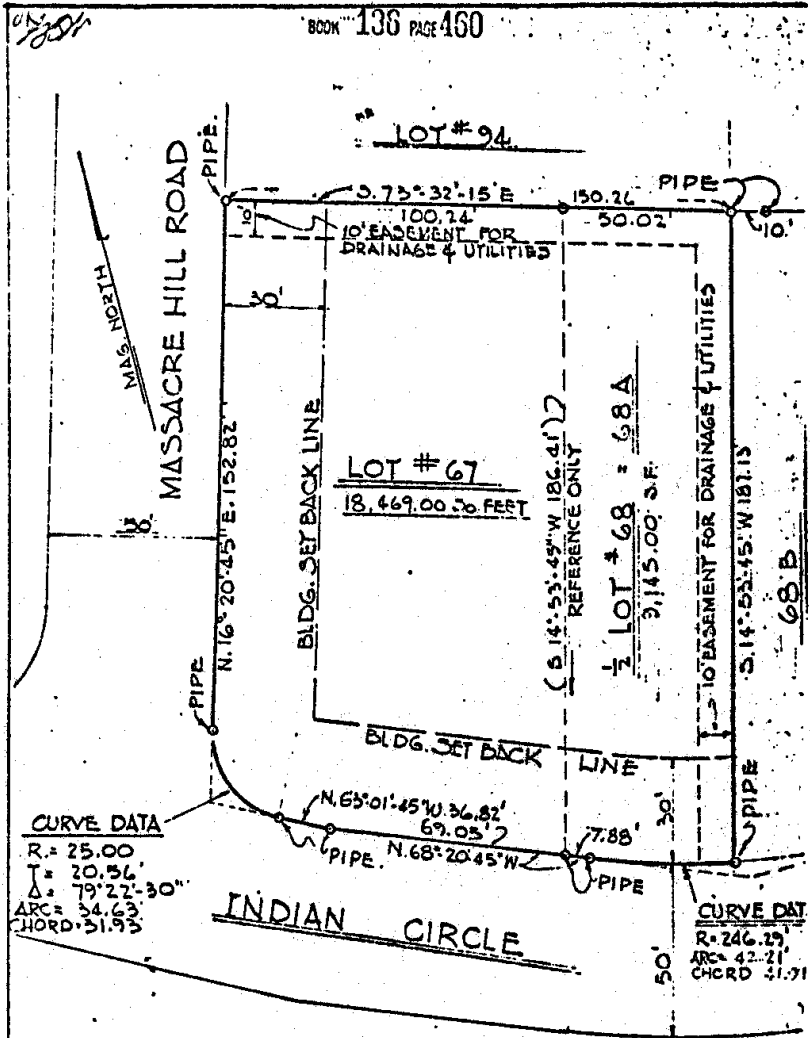 BOOK 136 PAGE 460
LOT # 94
PIPE.
S. 73°-32'-15" E
150.26
PIPE
100.24'
50.02'
10'
10.'
10' EASEMENT FOR
DRAINAGE & UTILITIES
MAG. NORTH
MASSACRE HILL ROAD
30'
N. 16°-20'-45" E. 152.82'
BLDG. SET BACK LINE
LOT # 67
18,469.00 SQ FEET
(S 14°-53'-45" W 186.41')
REFERENCE ONLY
1/2 LOT # 68 = 68 A
9,145.00 S.F.
10' EASEMENT FOR DRAINAGE & UTILITIES
S. 14°-53'-45" W. 187.15'
68 B
PIPE
BLDG. SET BACK LINE
30'
PIPE
N. 63°-01'-45" W. 36.82'
69.05'
N. 68°-20'-45" W
7.88'
PIPE.
PIPE
CURVE DATA
R. = 25.00
T = 20.56'
Δ = 79°22'-30"
ARC = 34.63'
CHORD = 31.93
INDIAN CIRCLE
50'
CURVE DAT
R. = 246.29'
ARC = 42.21'
CHORD